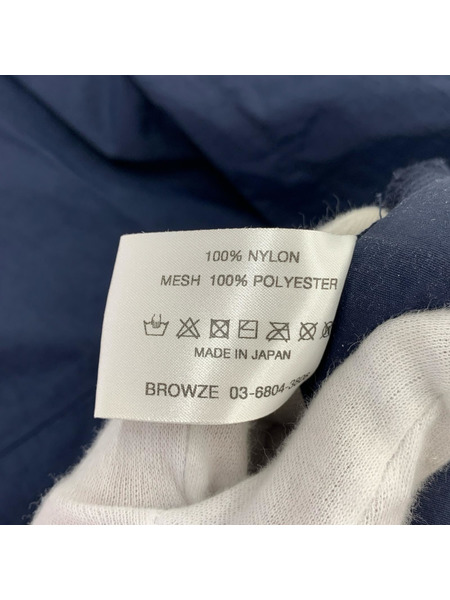 100% NYLON
MESH 100% POLYESTER
MADE IN JAPAN
BROWZE 03-6804-